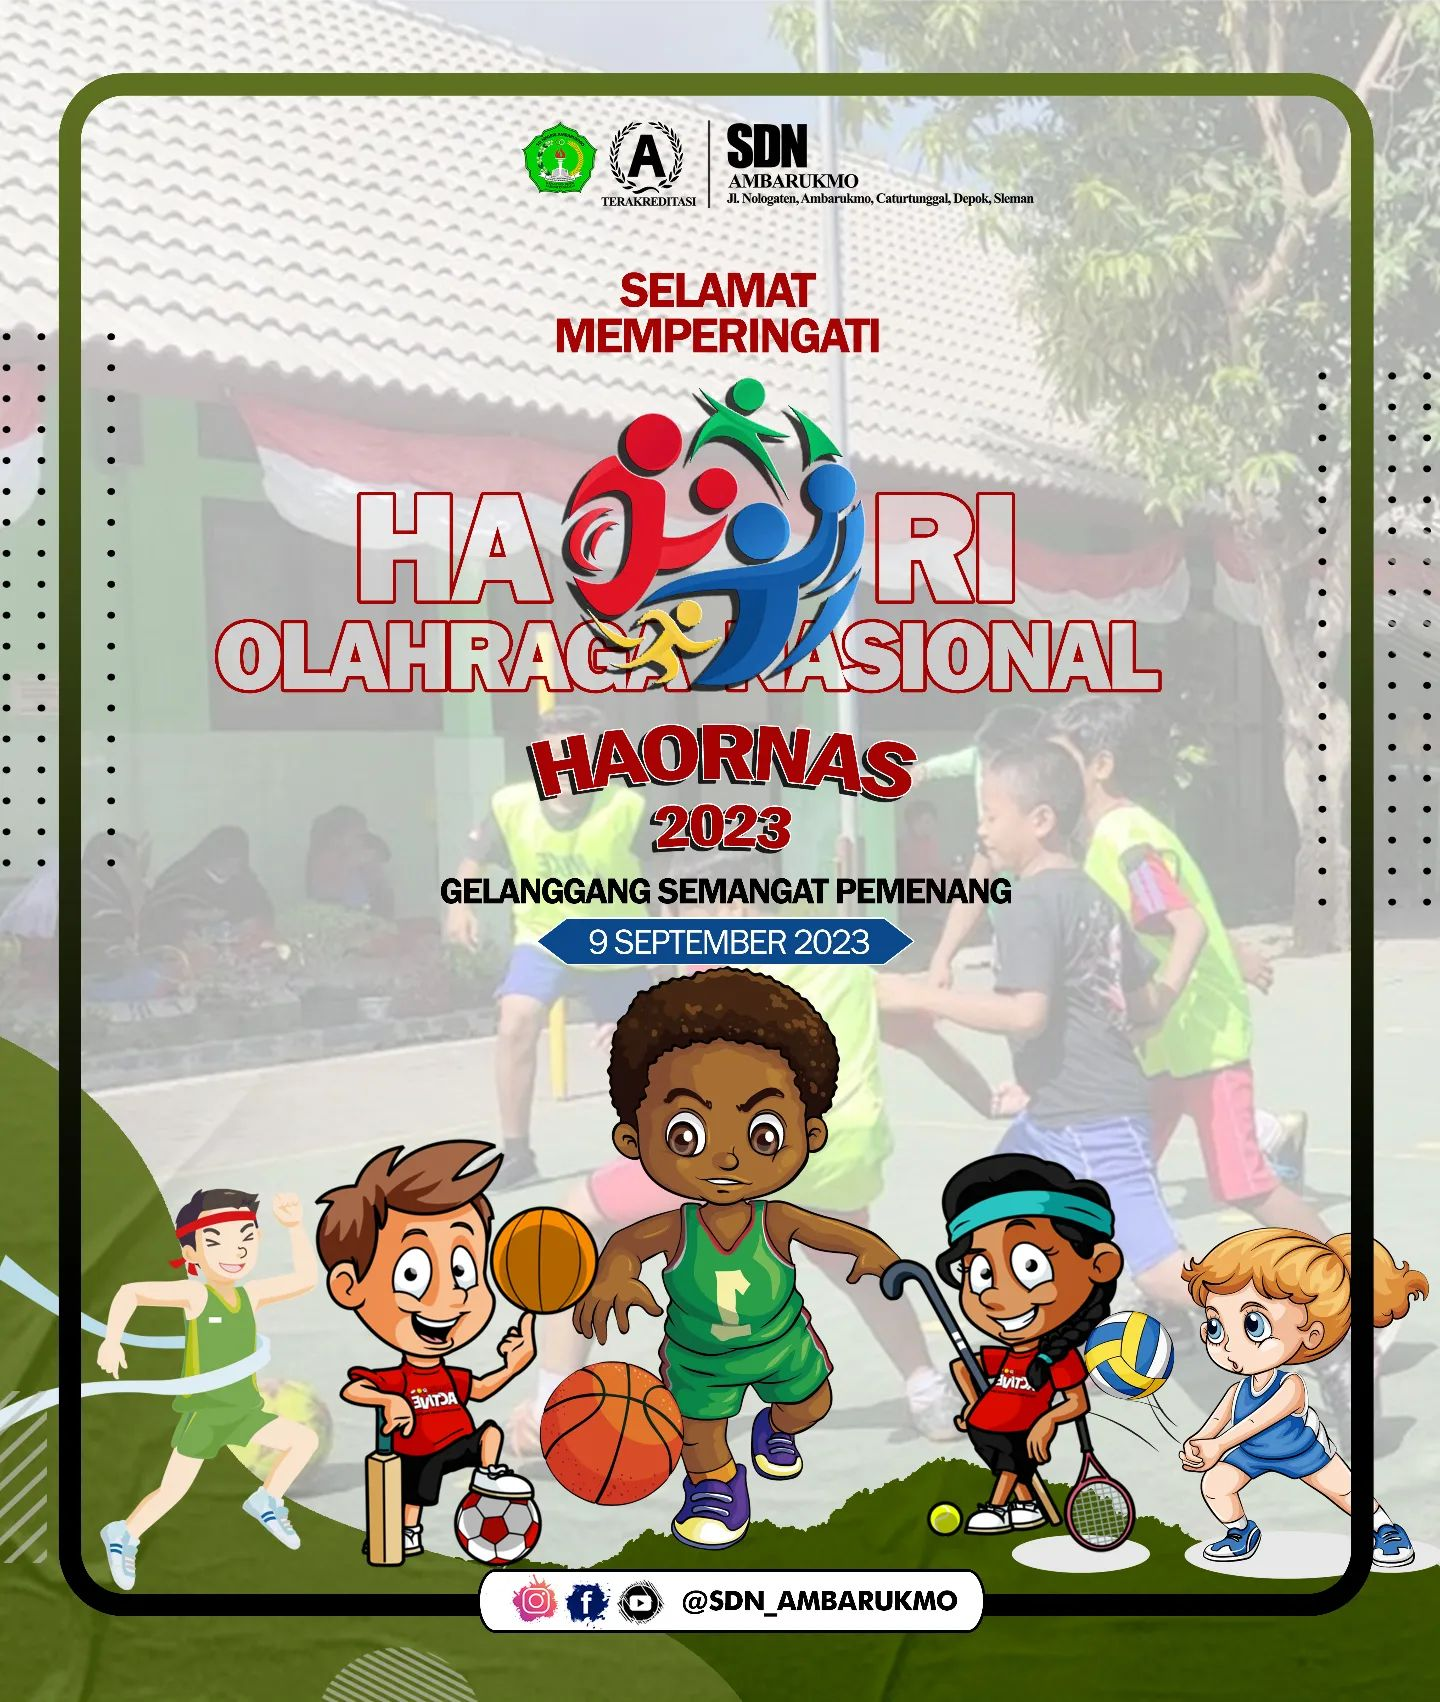 A
TERAKREDITASI
SDN
AMBARUKMO
Jl. Nologaten, Ambarukmo, Caturtunggal, Depok, Sleman
SELAMAT
MEMPERINGATI
HARI
OLAHRAGA NASIONAL
HAORNAS
2023
GELANGGANG SEMANGAT PEMENANG
9 SEPTEMBER 2023
1
ACTIVE
ACTIVE
@SDN_AMBARUKMO